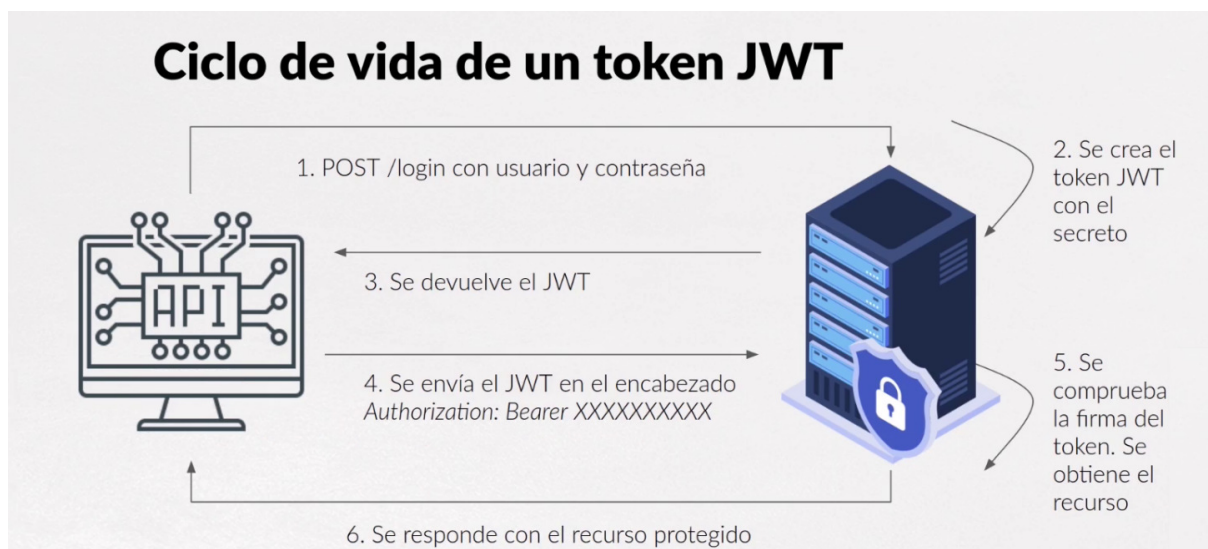 Ciclo de vida de un token JWT
1. POST /login con usuario y contraseña
2. Se crea el
token JWT
con el
secreto
API
3. Se devuelve el JWT
4. Se envía el JWT en el encabezado
Authorization: Bearer XXXXXXXXXX
5. Se
comprueba
la firma del
token. Se
obtiene el
recurso
6. Se responde con el recurso protegido